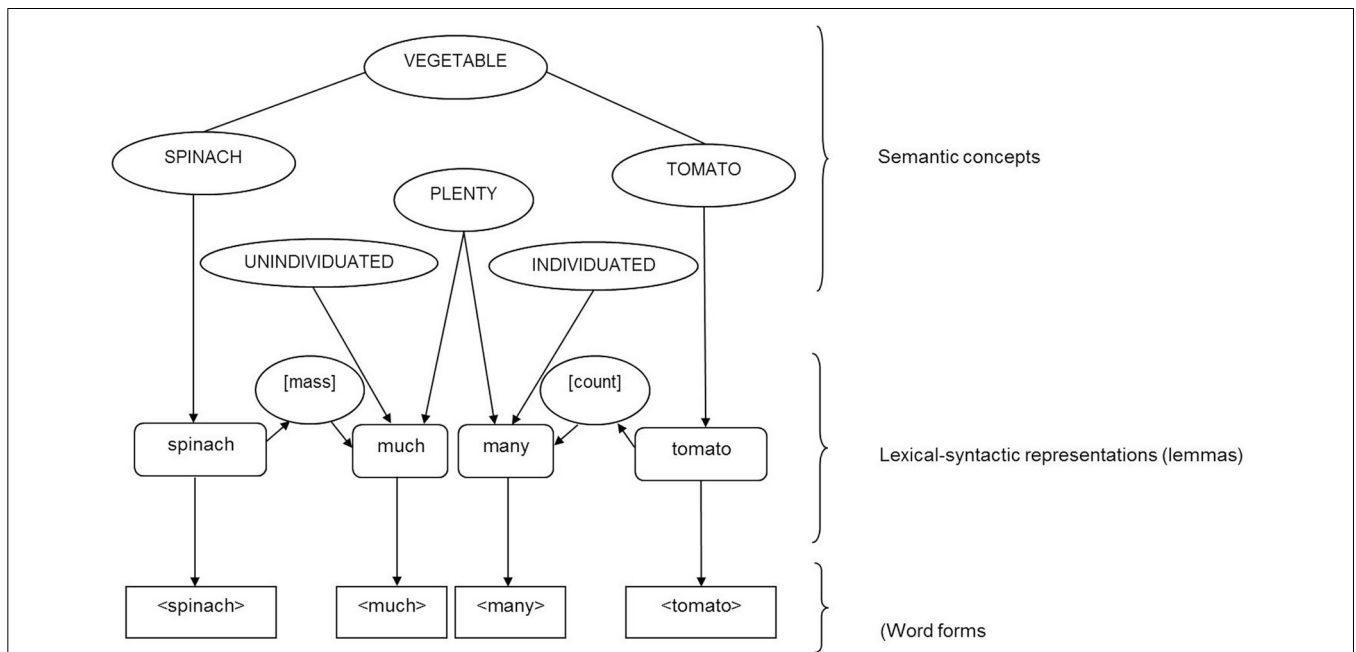 VEGETABLE
SPINACH
TOMATO
Semantic concepts
PLENTY
UNINDIVIDUATED
INDIVIDUATED
[mass]
[count]
spinach
much
many
tomato
Lexical-syntactic representations (lemmas)
<spinach>
<much>
<many>
<tomato>
(Word forms